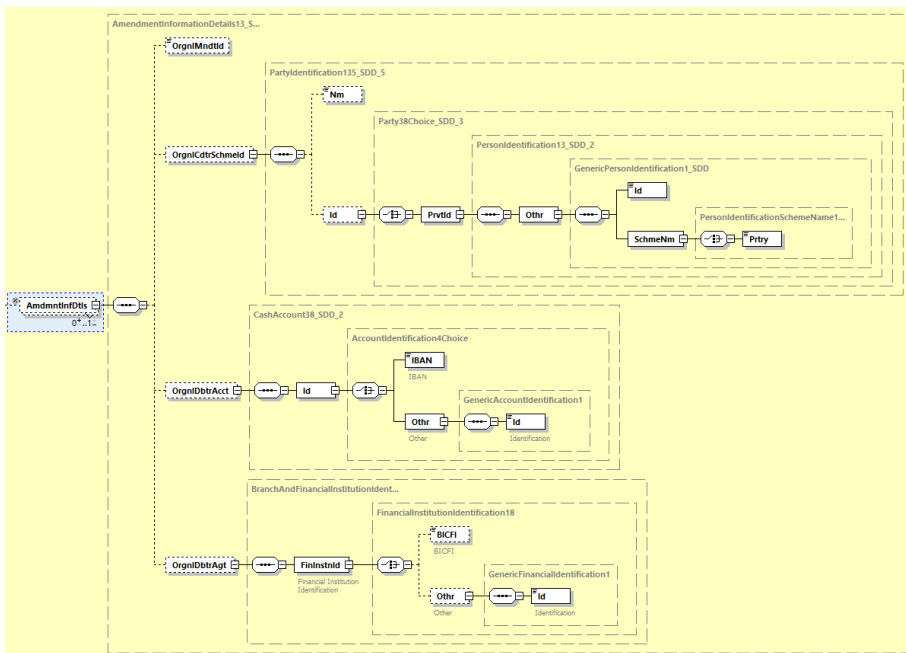 AmendmentInformationDetails13_S...
OrgnlMndtId
PartyIdentification135_SDD_5
Nm
Party38Choice_SDD_3
PersonIdentification13_SDD_2
GenericPersonIdentification1_SDD
OrgnlCdtrSchmeId
Id
Id
PrvtId
Othr
PersonIdentificationSchemeName1...
SchmeNm
Prtry
AmdmntInfDtls
CashAccount38_SDD_2
AccountIdentification4Choice
IBAN
IBAN
OrgnlDbtrAcct
Id
GenericAccountIdentification1
Othr
Id
Other
Identification
BranchAndFinancialInstitutionIdent...
FinancialInstitutionIdentification18
BICFI
BICFI
OrgnlDbtrAgt
FinInstnId
GenericFinancialIdentification1
Financial Institution
Identification
Othr
Id
Other
Identification